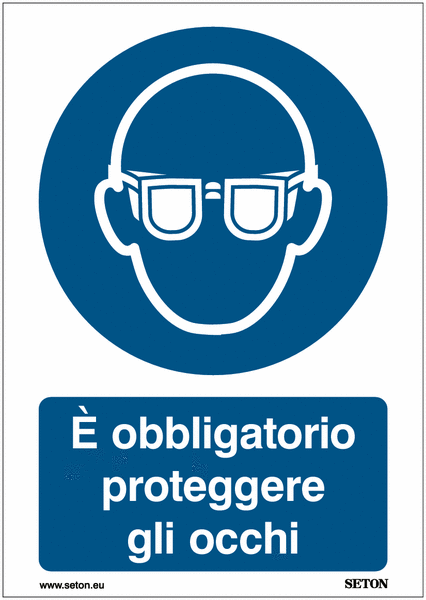 È obbligatorio
proteggere
gli occhi
www.seton.eu SETON